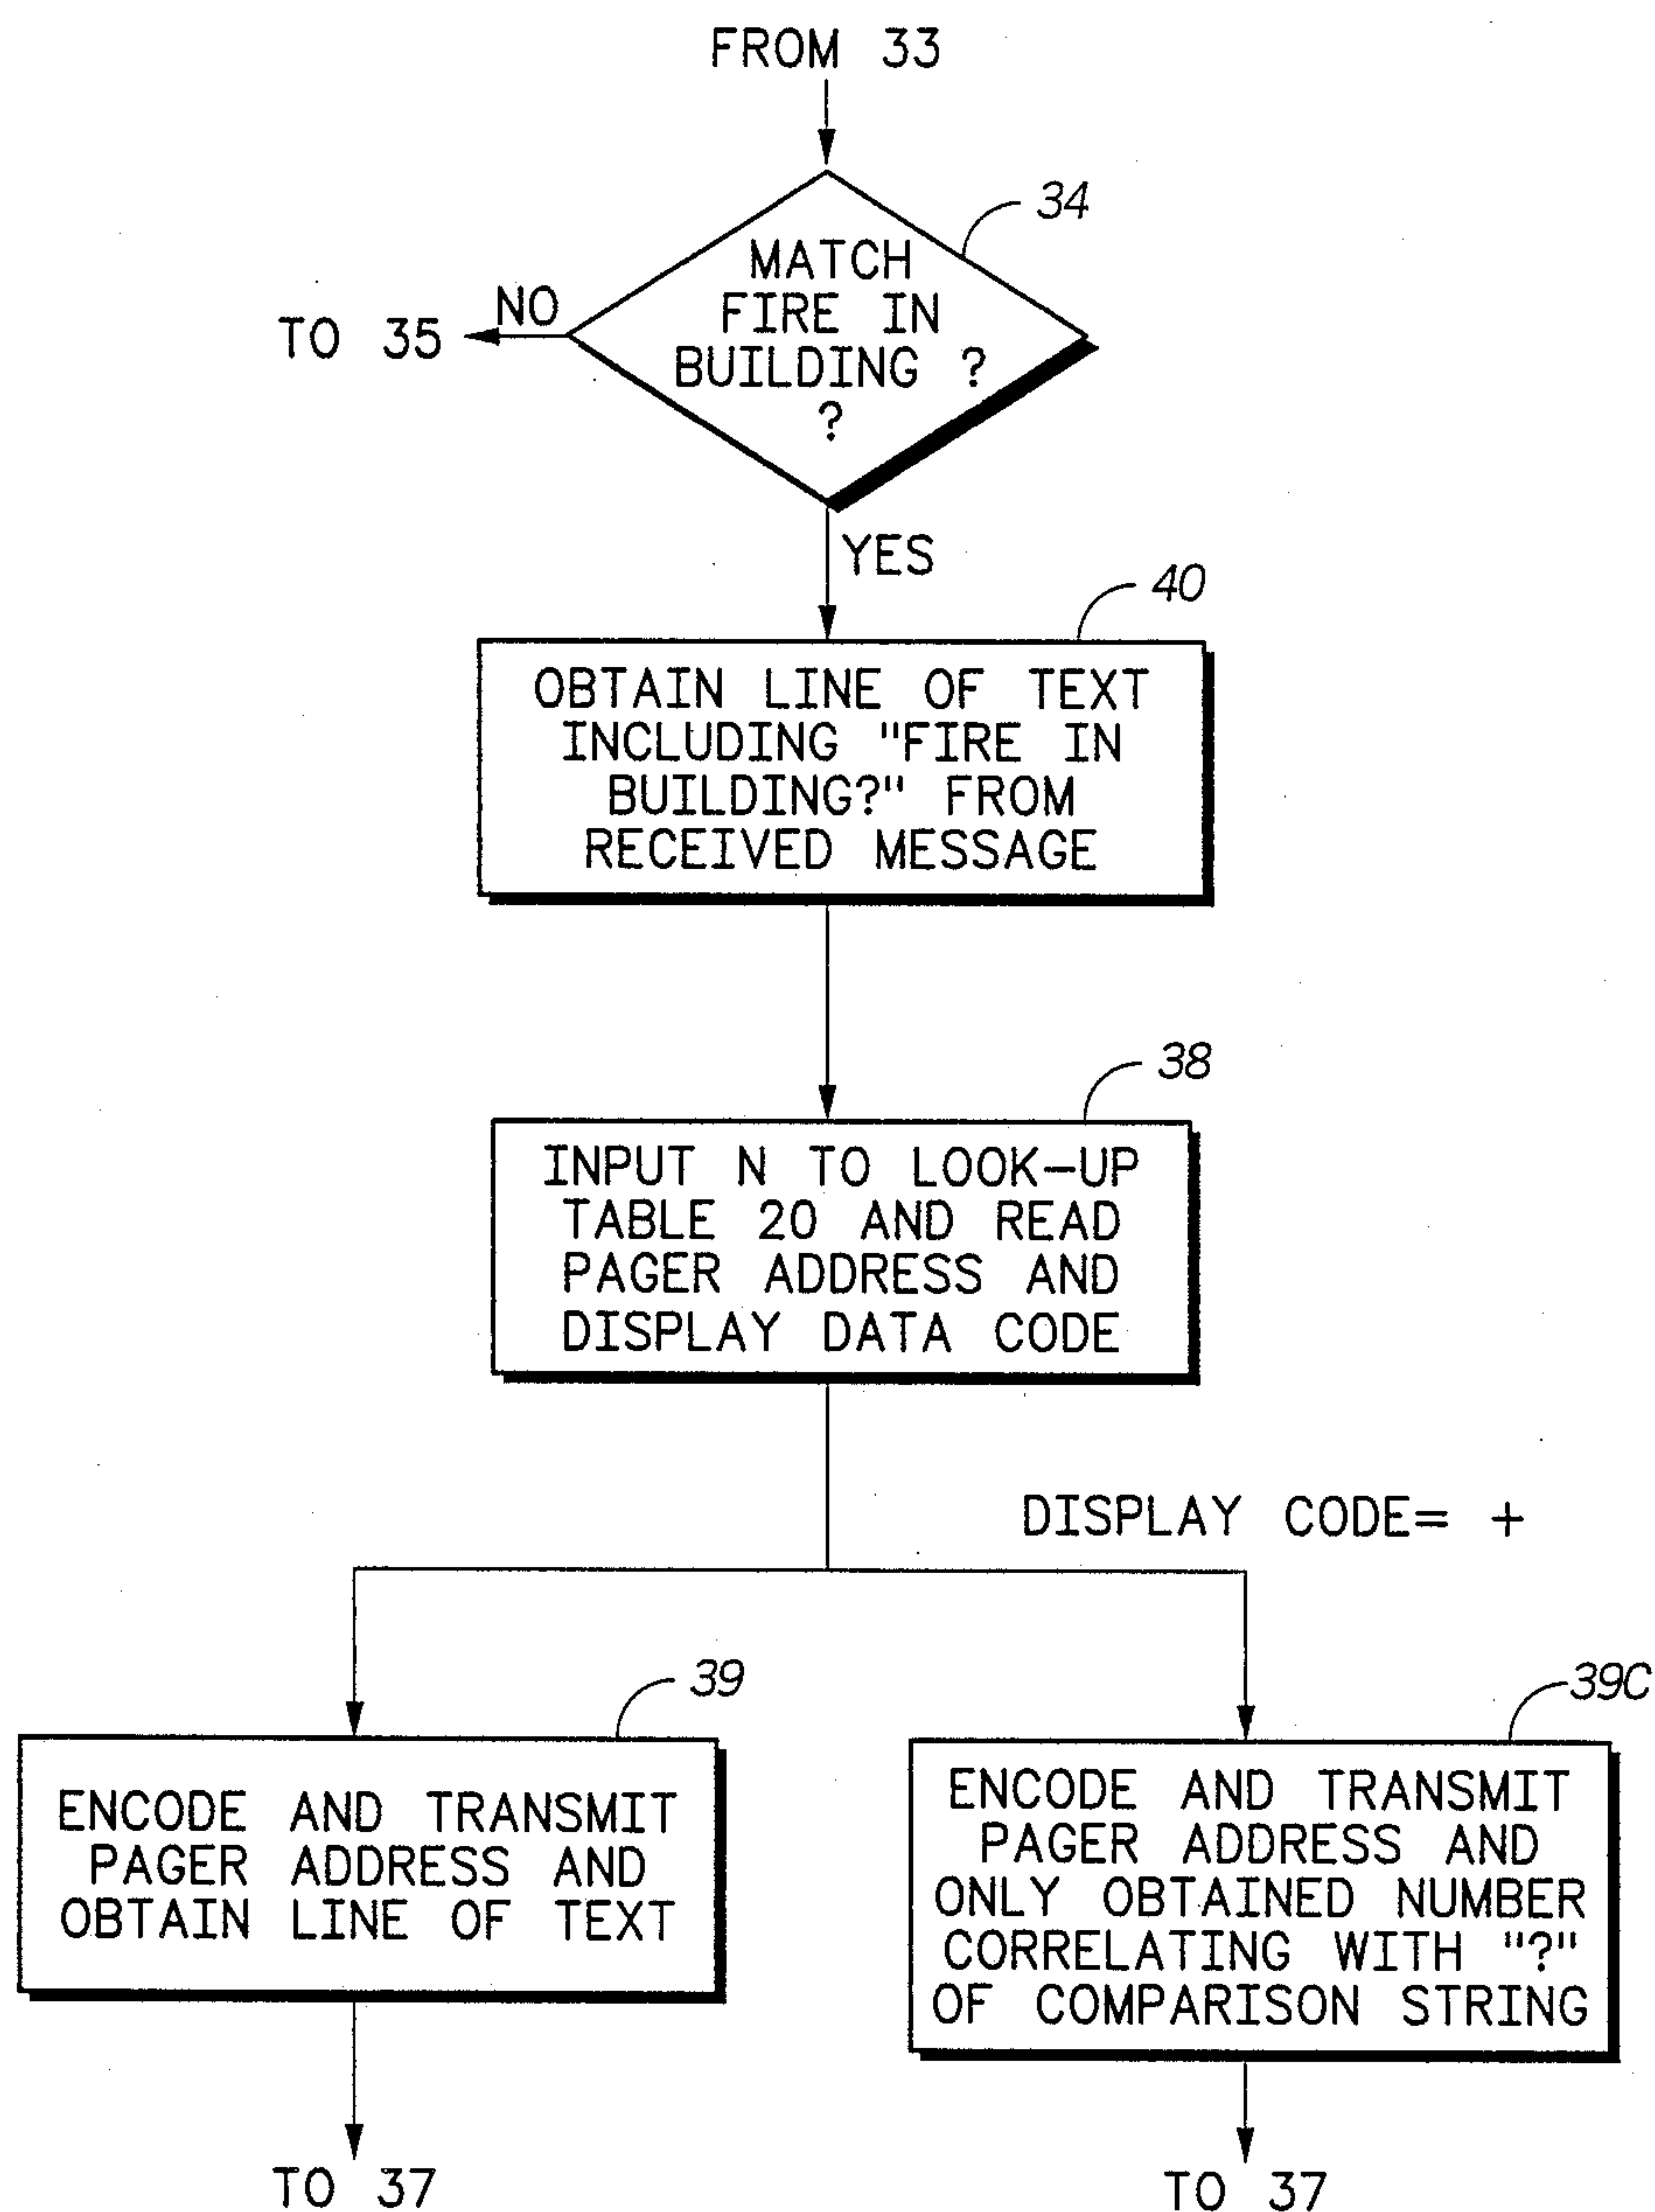 FROM 33
34
MATCH
FIRE IN
BUILDING ?
?
NO
TO 35
YES
40
OBTAIN LINE OF TEXT
INCLUDING "FIRE IN
BUILDING?" FROM
RECEIVED MESSAGE
38
INPUT N TO LOOK-UP
TABLE 20 AND READ
PAGER ADDRESS AND
DISPLAY DATA CODE
DISPLAY CODE= +
39
ENCODE AND TRANSMIT
PAGER ADDRESS AND
OBTAIN LINE OF TEXT
TO 37
39C
ENCODE AND TRANSMIT
PAGER ADDRESS AND
ONLY OBTAINED NUMBER
CORRELATING WITH "?"
OF COMPARISON STRING
TO 37